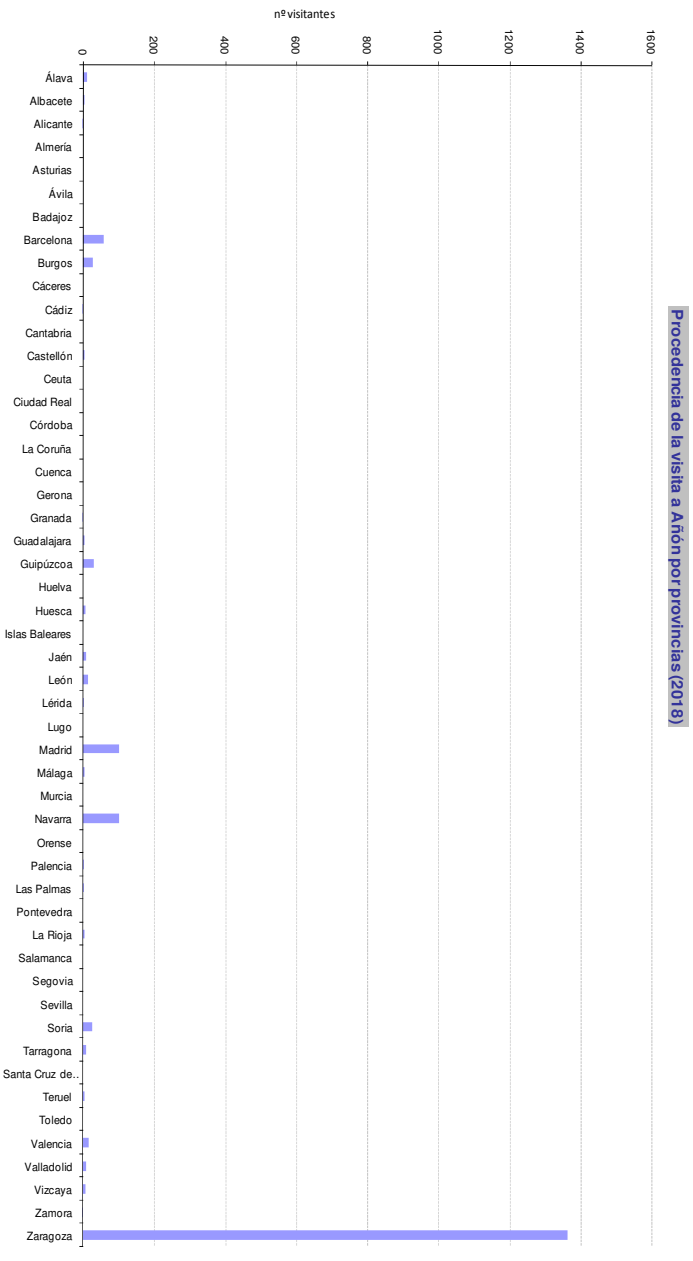 Procedencia de la visita a Añón por provincias (2018)
nº visitantes
0
200
400
600
800
1000
1200
1400
1600
Álava
Albacete
Alicante
Almería
Asturias
Ávila
Badajoz
Barcelona
Burgos
Cáceres
Cádiz
Cantabria
Castellón
Ceuta
Ciudad Real
Córdoba
La Coruña
Cuenca
Gerona
Granada
Guadalajara
Guipúzcoa
Huelva
Huesca
Islas Baleares
Jaén
León
Lérida
Lugo
Madrid
Málaga
Murcia
Navarra
Orense
Palencia
Las Palmas
Pontevedra
La Rioja
Salamanca
Segovia
Sevilla
Soria
Tarragona
Santa Cruz de..
Teruel
Toledo
Valencia
Valladolid
Vizcaya
Zamora
Zaragoza